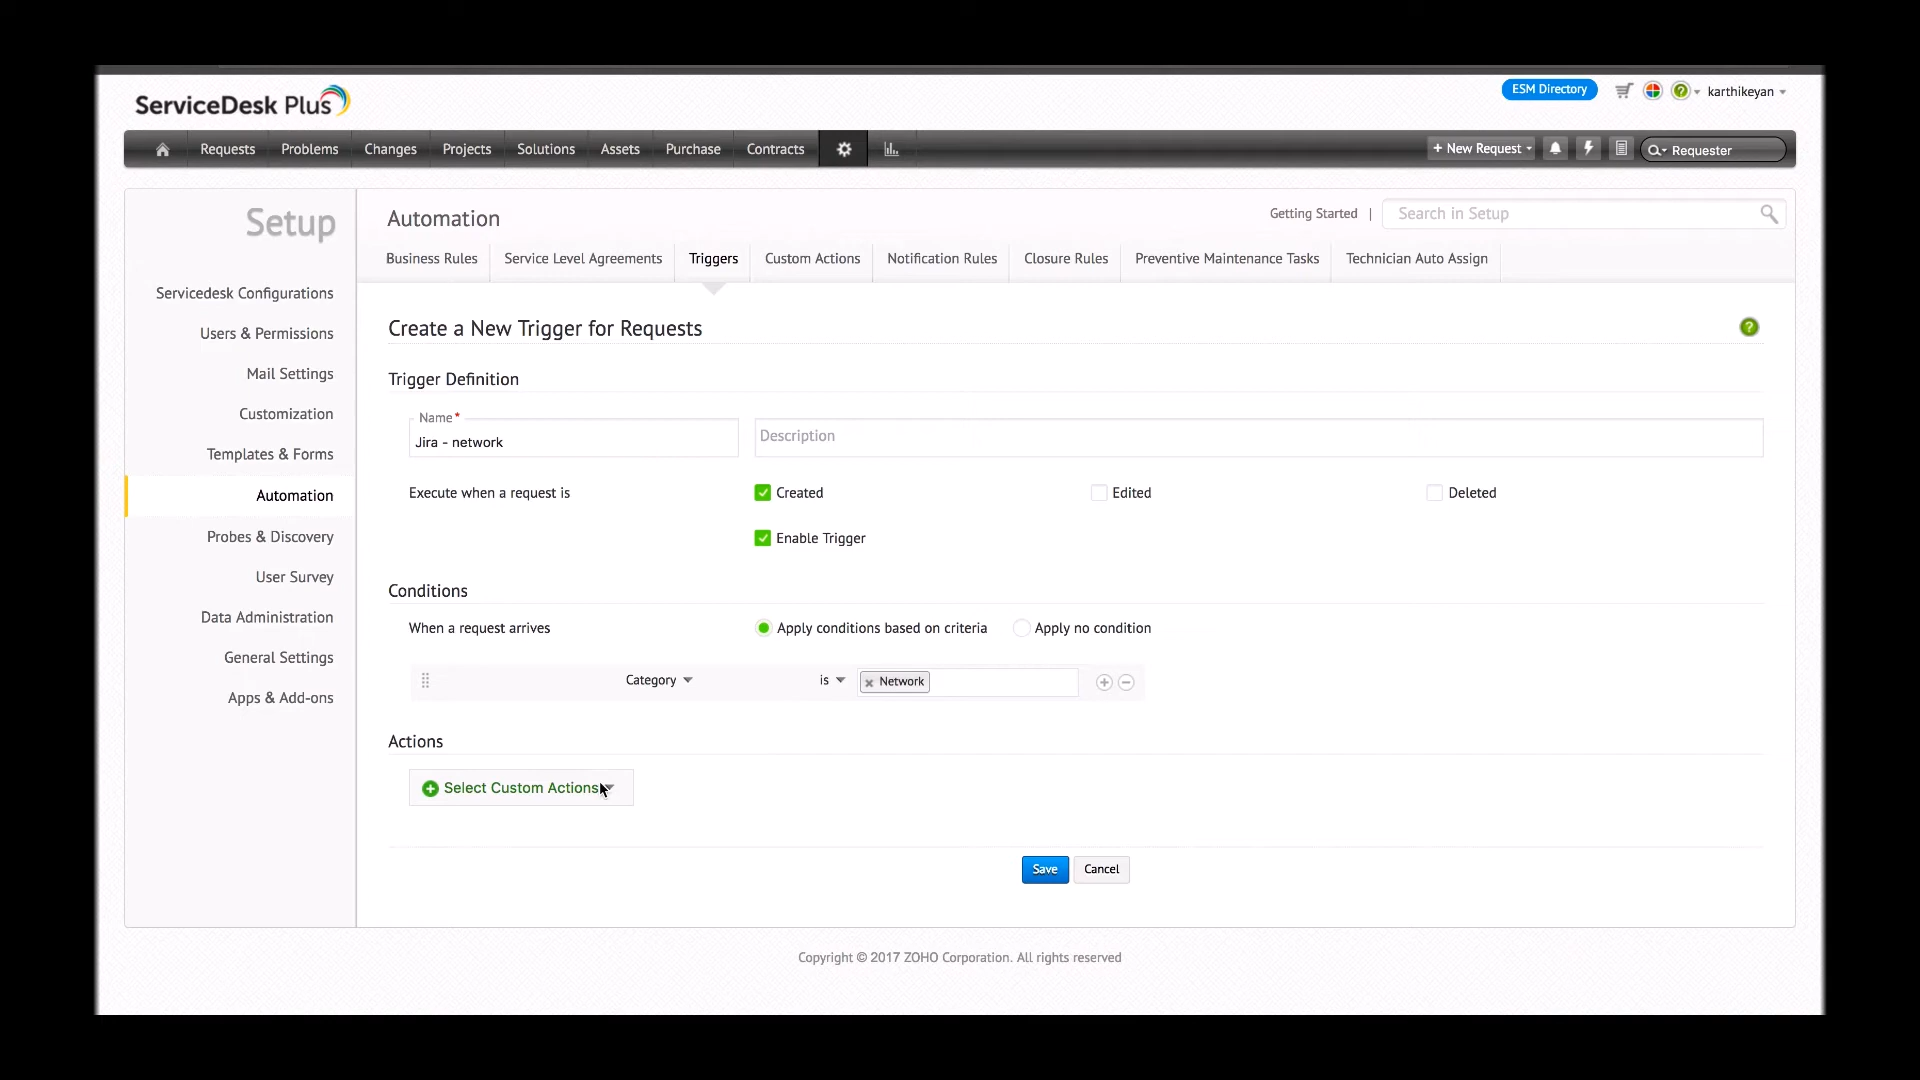 ServiceDesk Plus
ESM Directory
karthikeyan
Requests Problems Changes Projects Solutions Assets Purchase Contracts
+ New Request
Requester
Setup
Servicedesk Configurations
Users & Permissions
Mail Settings
Customization
Templates & Forms
Automation
Probes & Discovery
User Survey
Data Administration
General Settings
Apps & Add-ons
Automation
Getting Started |
Search in Setup
Business Rules Service Level Agreements Triggers Custom Actions Notification Rules Closure Rules Preventive Maintenance Tasks Technician Auto Assign
Create a New Trigger for Requests
?
Trigger Definition
Name*
Jira - network
Description
Execute when a request is Created Edited Deleted
Enable Trigger
Conditions
When a request arrives Apply conditions based on criteria Apply no condition
Category is Network
Actions
Select Custom Actions
Save Cancel
Copyright © 2017 ZOHO Corporation. All rights reserved